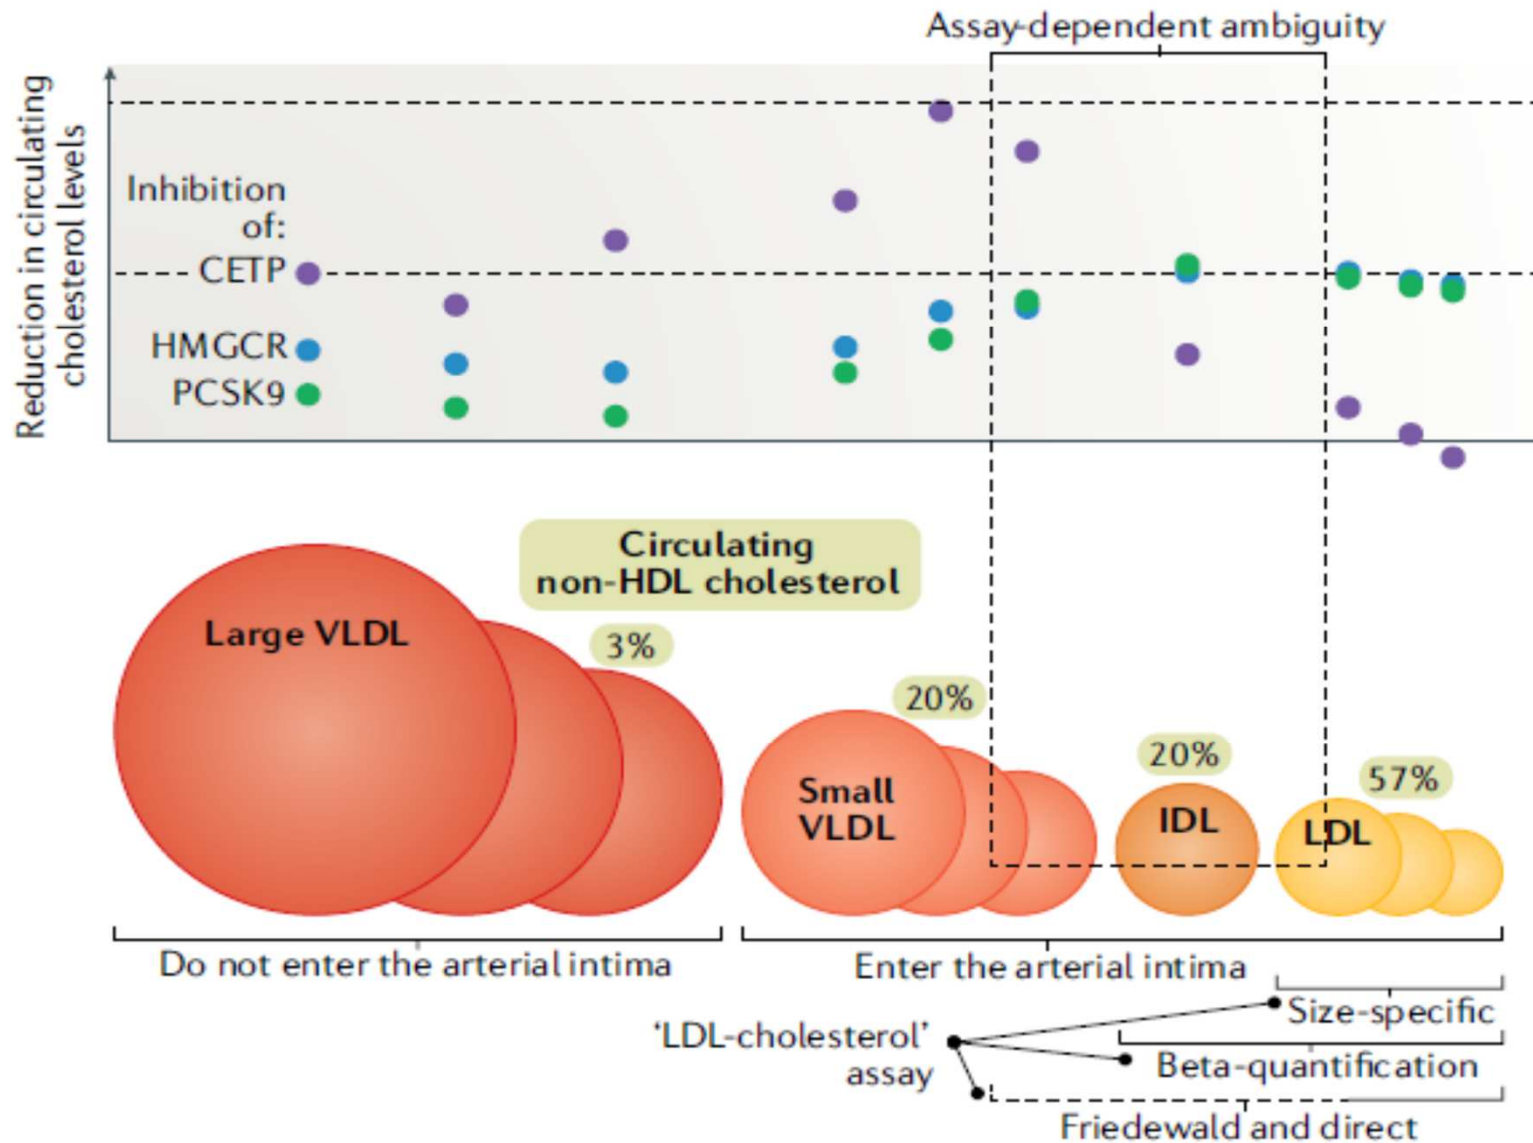 Assay-dependent ambiguity
Reduction in circulating
cholesterol levels
Inhibition
of:
CETP
HMGCR
PCSK9
Circulating
non-HDL cholesterol
Large VLDL
3%
20%
Small
VLDL
20%
IDL
57%
LDL
Do not enter the arterial intima
Enter the arterial intima
Size-specific
‘LDL-cholesterol’
assay
Beta-quantification
Friedewald and direct